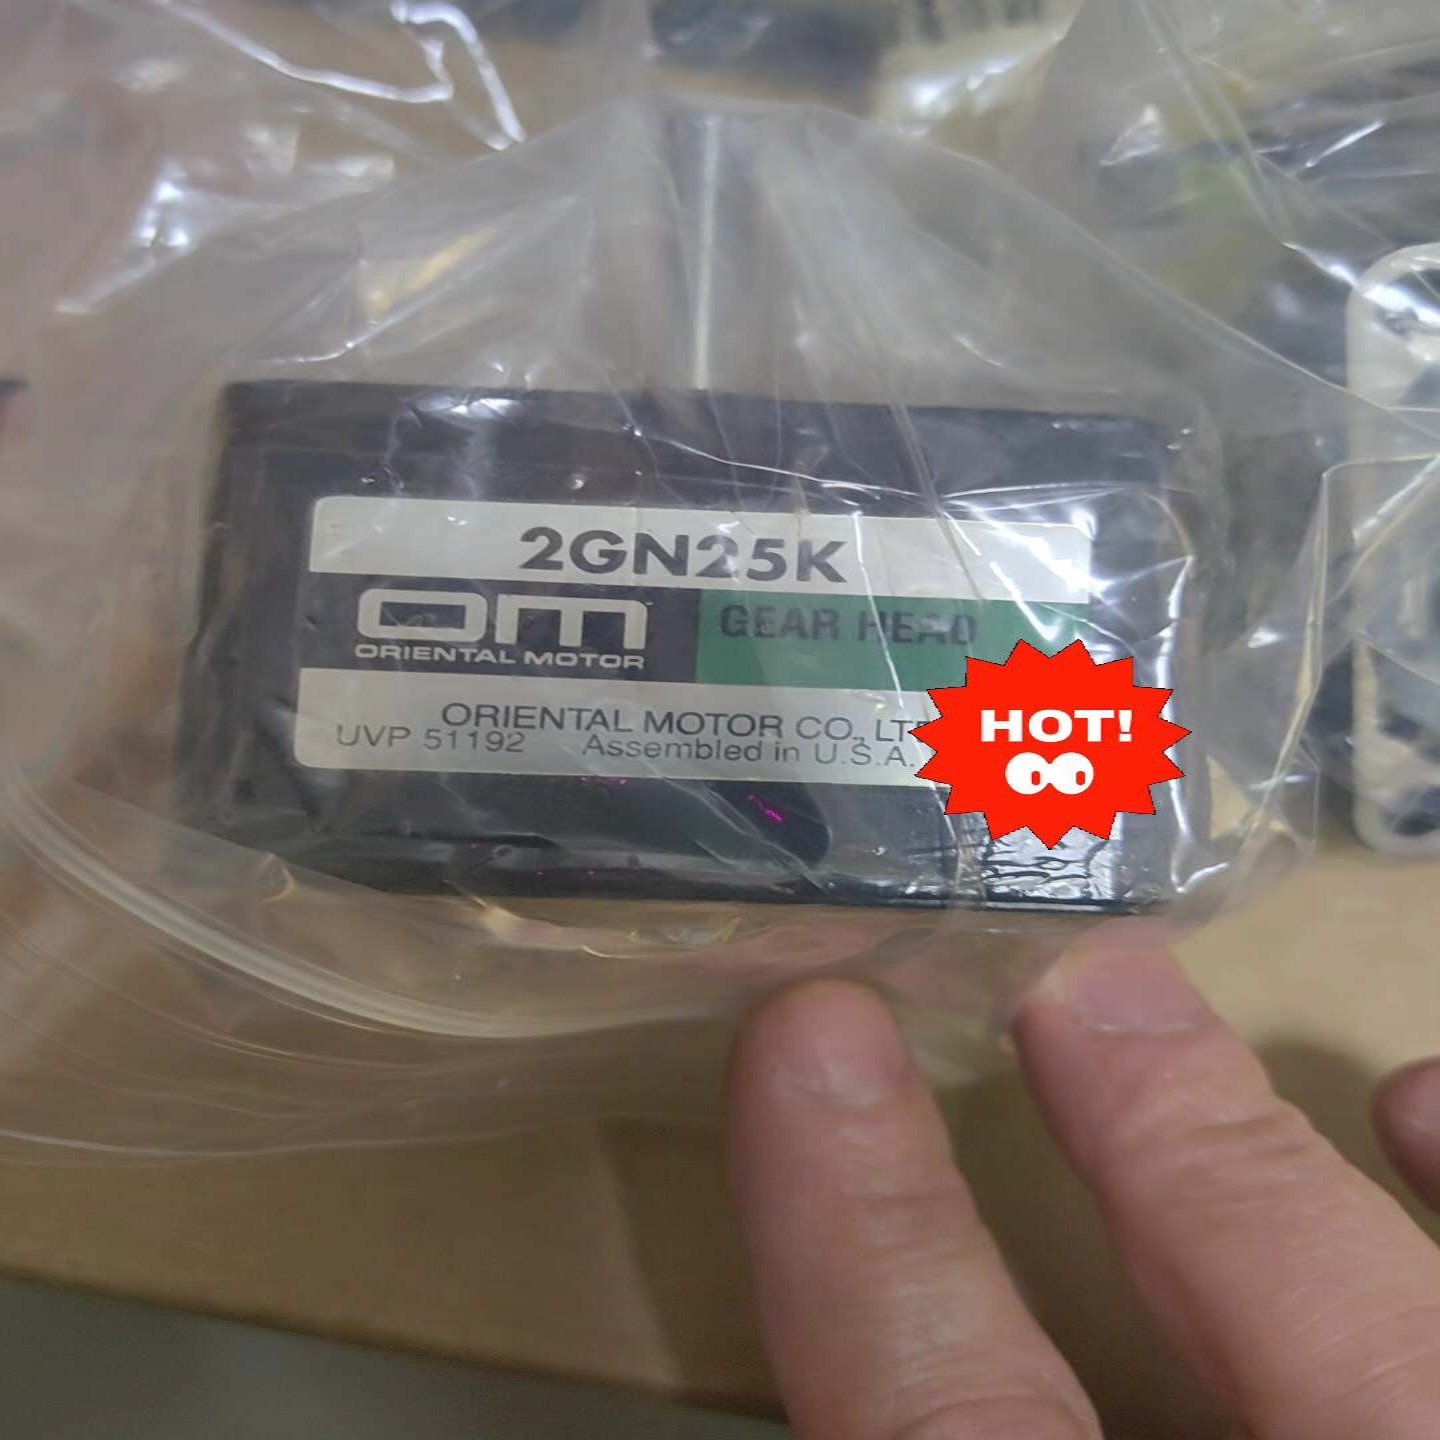 2GN25K
om
ORIENTAL MOTOR
GEAR HEAD
ORIENTAL MOTOR CO., LT
UVP 51192 Assembled in U.S.A.
HOT!